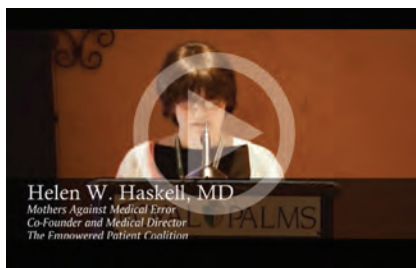 Helen W. Haskell, MD
Mothers Against Medical Error
Co-Founder and Medical Director
The Empowered Patient Coalition
PALMS